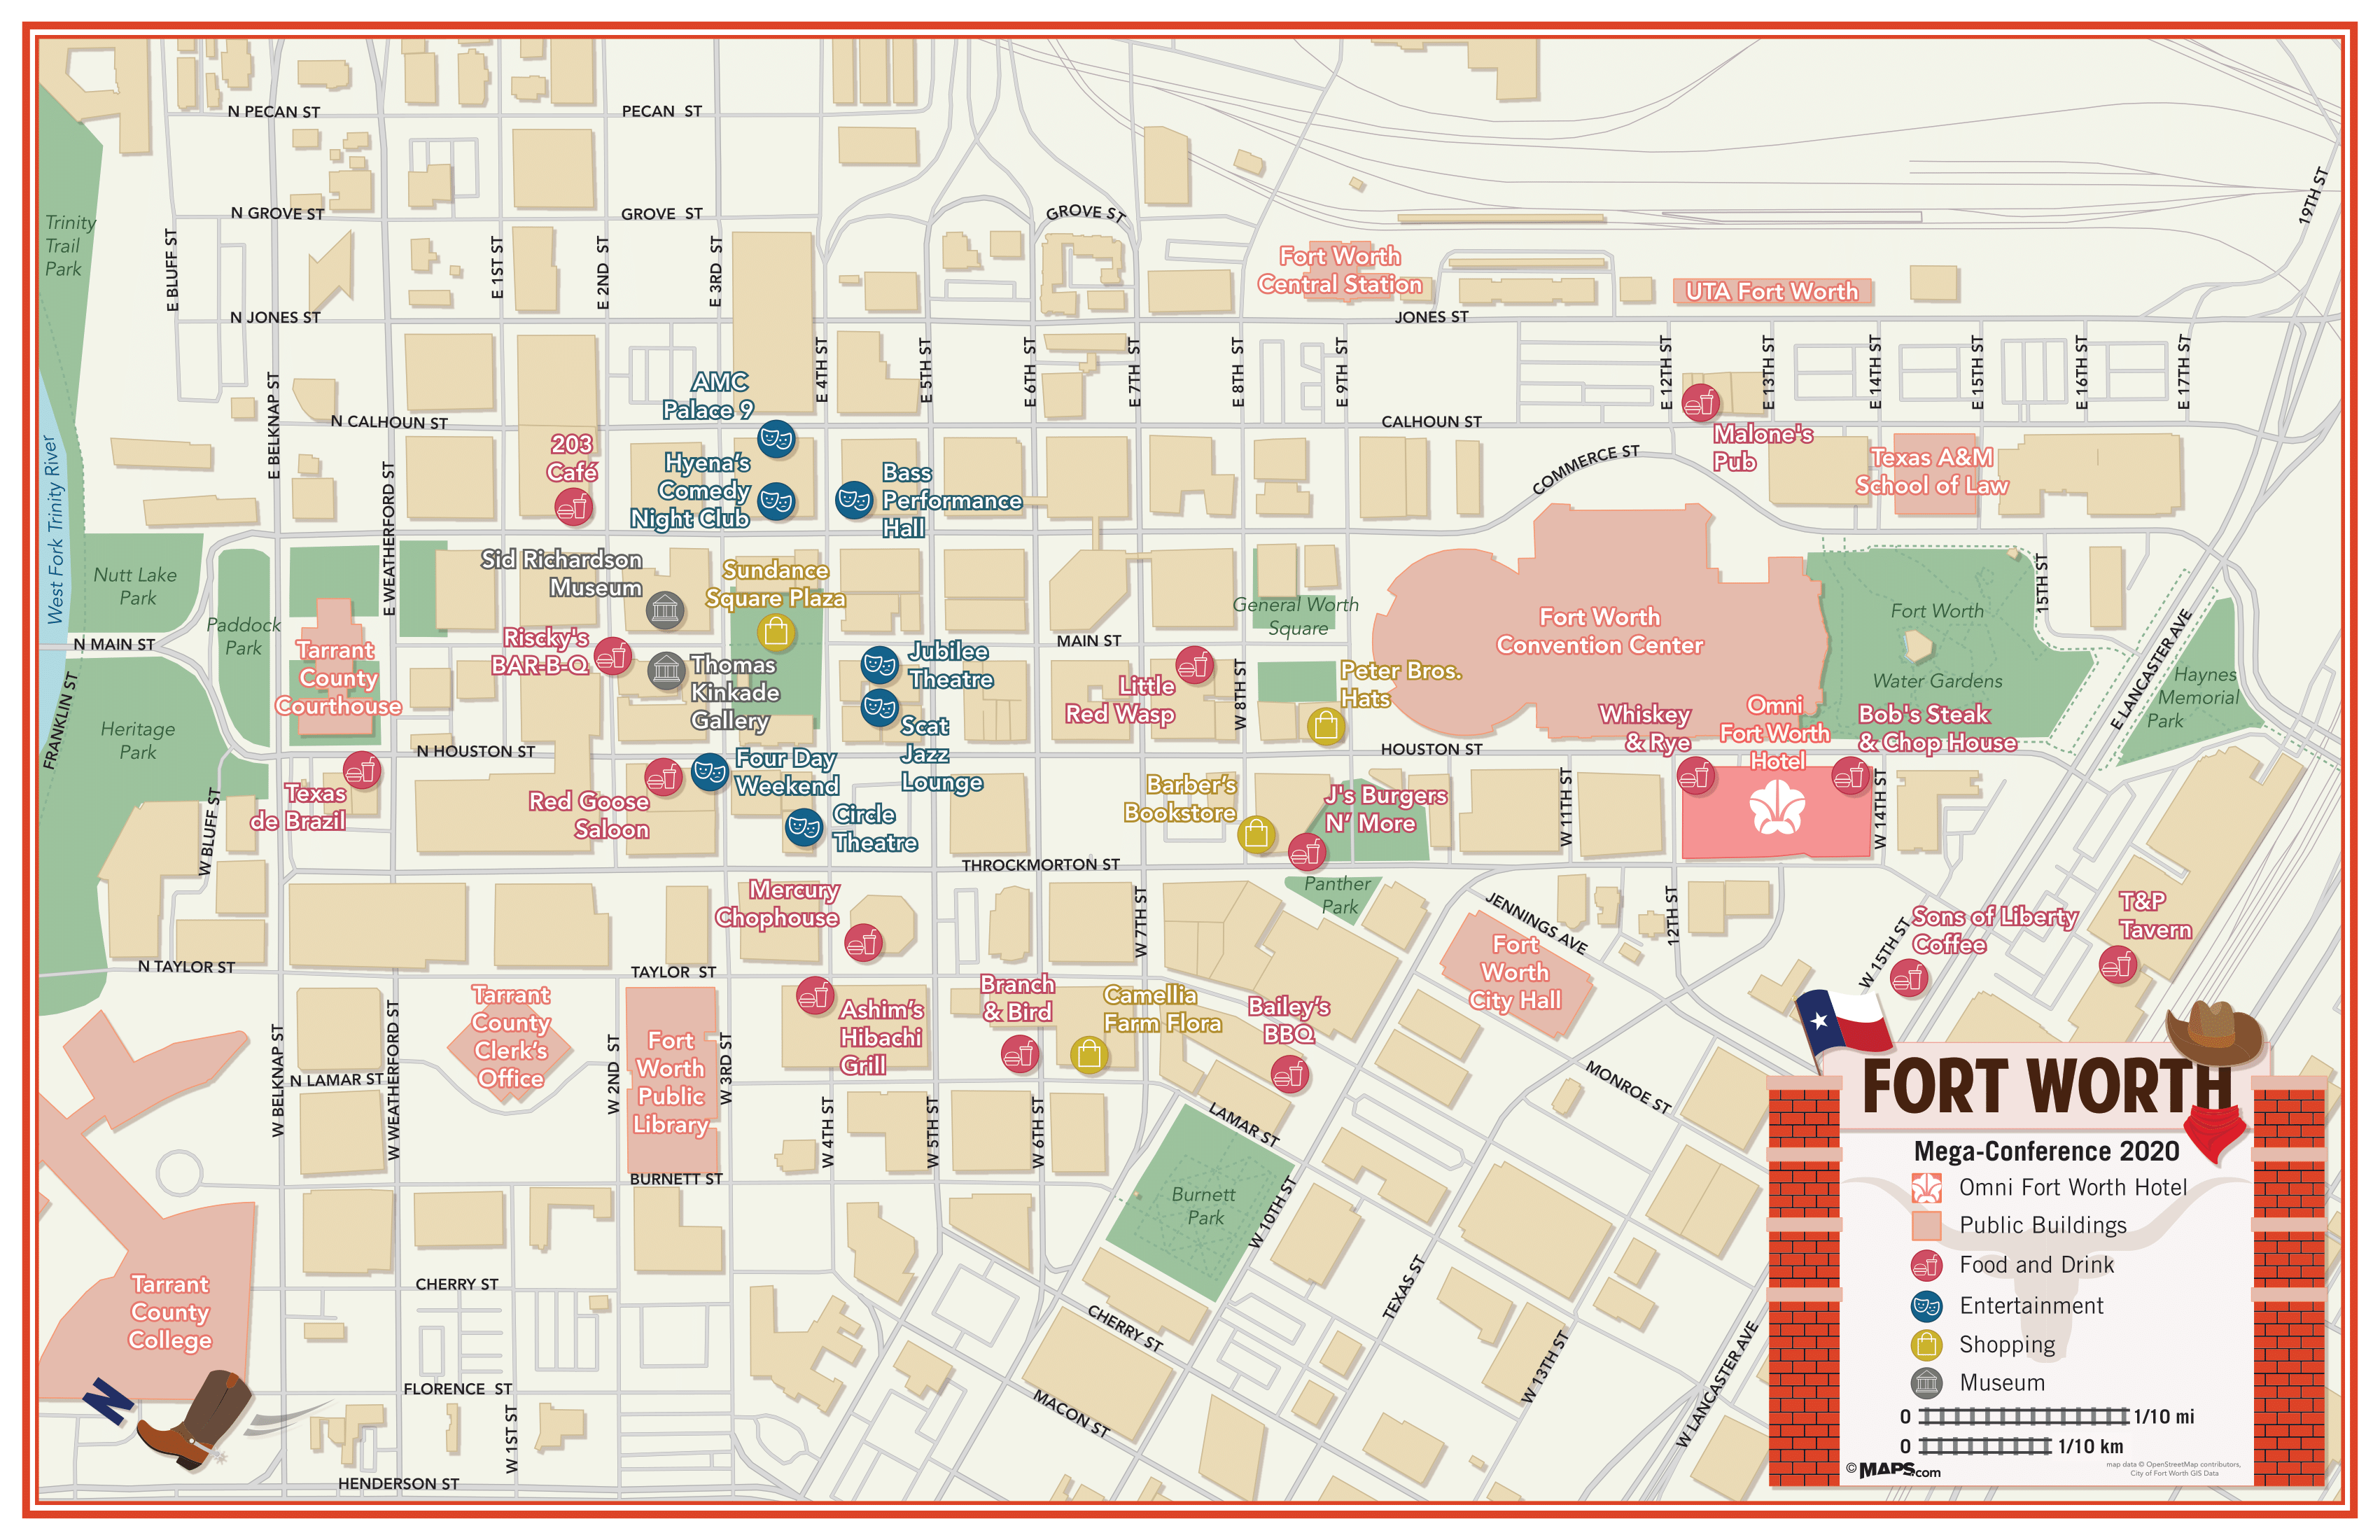 N PECAN ST
PECAN ST
Trinity
Trail
Park
N GROVE ST
GROVE ST
GROVE ST
19TH ST
E BLUFF ST
E 1ST ST
E 2ND ST
E 3RD ST
Fort Worth
Central Station
UTA Fort Worth
N JONES ST
JONES ST
E BELKNAP ST
E 4TH ST
E 5TH ST
E 6TH ST
E 7TH ST
E 8TH ST
E 9TH ST
E 12TH ST
E 13TH ST
E 14TH ST
E 15TH ST
E 16TH ST
E 17TH ST
AMC
Palace 9
N CALHOUN ST
CALHOUN ST
Malone's
Pub
203
Café
Hyena's
Comedy
Night Club
Bass
Performance
Hall
COMMERCE ST
Texas A&M
School of Law
West Fork Trinity River
E WEATHERFORD ST
Nutt Lake
Park
Paddock
Park
Sid Richardson
Museum
Sundance
Square Plaza
General Worth
Square
Fort Worth
Convention Center
Fort Worth
Water Gardens
15TH ST
E LANCASTER AVE
Haynes
Memorial
Park
N MAIN ST
MAIN ST
Tarrant
County
Courthouse
Riscky's
BAR-B-Q
Thomas
Kinkade
Gallery
Jubilee
Theatre
Scat
Jazz
Lounge
Little
Red Wasp
W 8TH ST
Peter Bros.
Hats
Whiskey
& Rye
Omni
Fort Worth
Hotel
Bob's Steak
& Chop House
FRANKLIN ST
Heritage
Park
N HOUSTON ST
HOUSTON ST
Texas
de Brazil
W BLUFF ST
Red Goose
Saloon
Four Day
Weekend
Circle
Theatre
Barber's
Bookstore
J's Burgers
N' More
W 11TH ST
W 14TH ST
THROCKMORTON ST
Panther
Park
Mercury
Chophouse
W 7TH ST
JENNINGS AVE
12TH ST
Fort
Worth
City Hall
W 15TH ST
Sons of Liberty
Coffee
T&P
Tavern
N TAYLOR ST
TAYLOR ST
Tarrant
County
Clerk's
Office
Fort
Worth
Public
Library
Ashim's
Hibachi
Grill
Branch
& Bird
Camellia
Farm Flora
Bailey's
BBQ
W BELKNAP ST
W WEATHERFORD ST
N LAMAR ST
W 2ND ST
W 3RD ST
W 4TH ST
W 5TH ST
W 6TH ST
LAMAR ST
MONROE ST
BURNETT ST
Burnett
Park
W 10TH ST
TEXAS ST
Tarrant
County
College
CHERRY ST
CHERRY ST
W 13TH ST
W LANCASTER AVE
FLORENCE ST
W 1ST ST
MACON ST
HENDERSON ST
N
FORT WORTH
Mega-Conference 2020
Omni Fort Worth Hotel
Public Buildings
Food and Drink
Entertainment
Shopping
Museum
0 1/10 mi
0 1/10 km
© MAPS.com
map data © OpenStreetMap contributors,
City of Fort Worth GIS Data